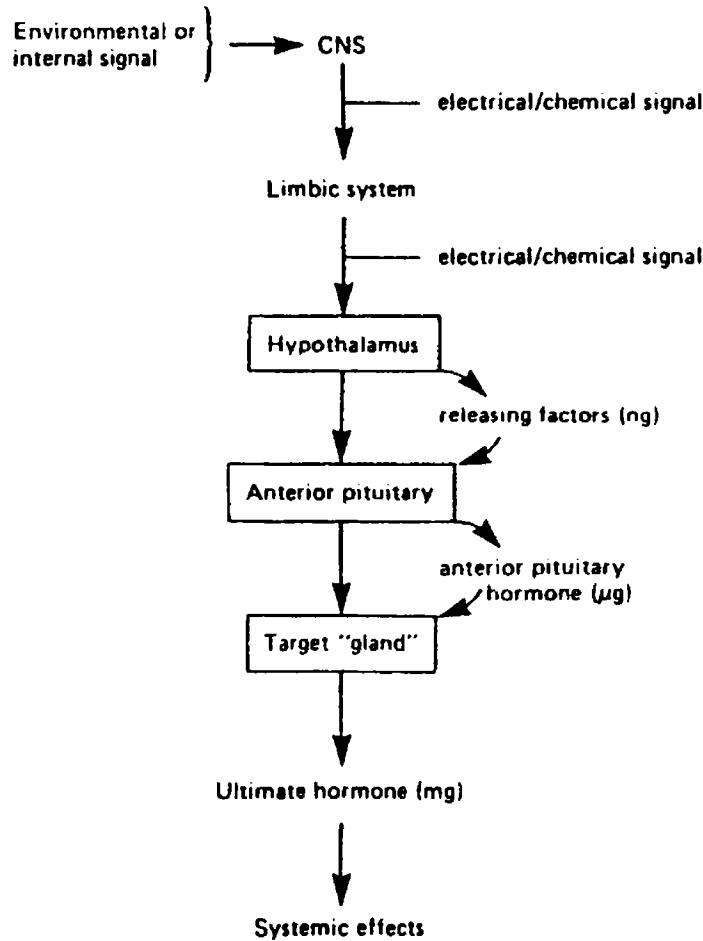 Environmental or
internal signal
CNS
electrical/chemical signal
Limbic system
electrical/chemical signal
Hypothalamus
releasing factors (ng)
Anterior pituitary
anterior pituitary
hormone (μg)
Target "gland"
Ultimate hormone (mg)
Systemic effects